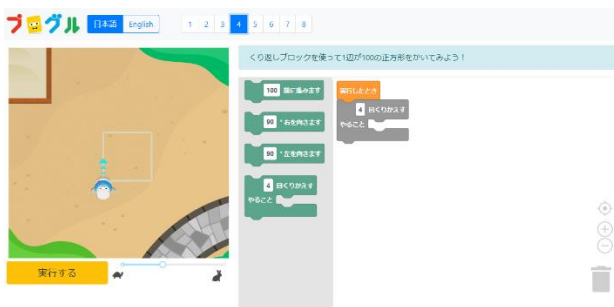 プログル
日本語 English
1 2 3 4 5 6 7 8
くり返しブロックを使って1辺が100の正方形をかいてみよう！
100 前に進みます
90 °右を向きます
90 °左を向きます
4 回くりかえす
やること
実行したとき
4 回くりかえす
やること
実行する